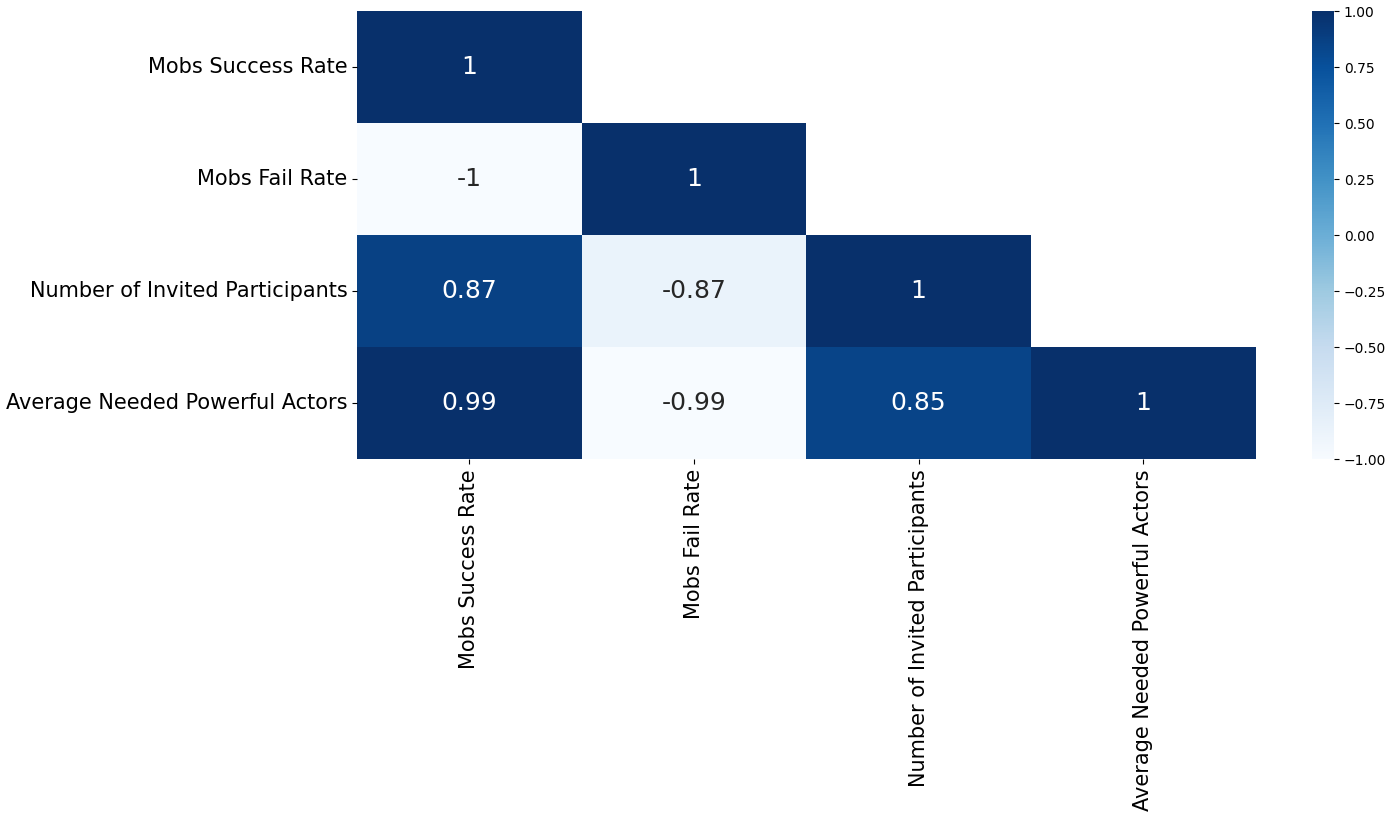 Mobs Success Rate
1
Mobs Fail Rate
-1
1
Number of Invited Participants
0.87
-0.87
1
Average Needed Powerful Actors
0.99
-0.99
0.85
1
Mobs Success Rate
Mobs Fail Rate
Number of Invited Participants
Average Needed Powerful Actors
1.00
0.75
0.50
0.25
0.00
−0.25
−0.50
−0.75
−1.00